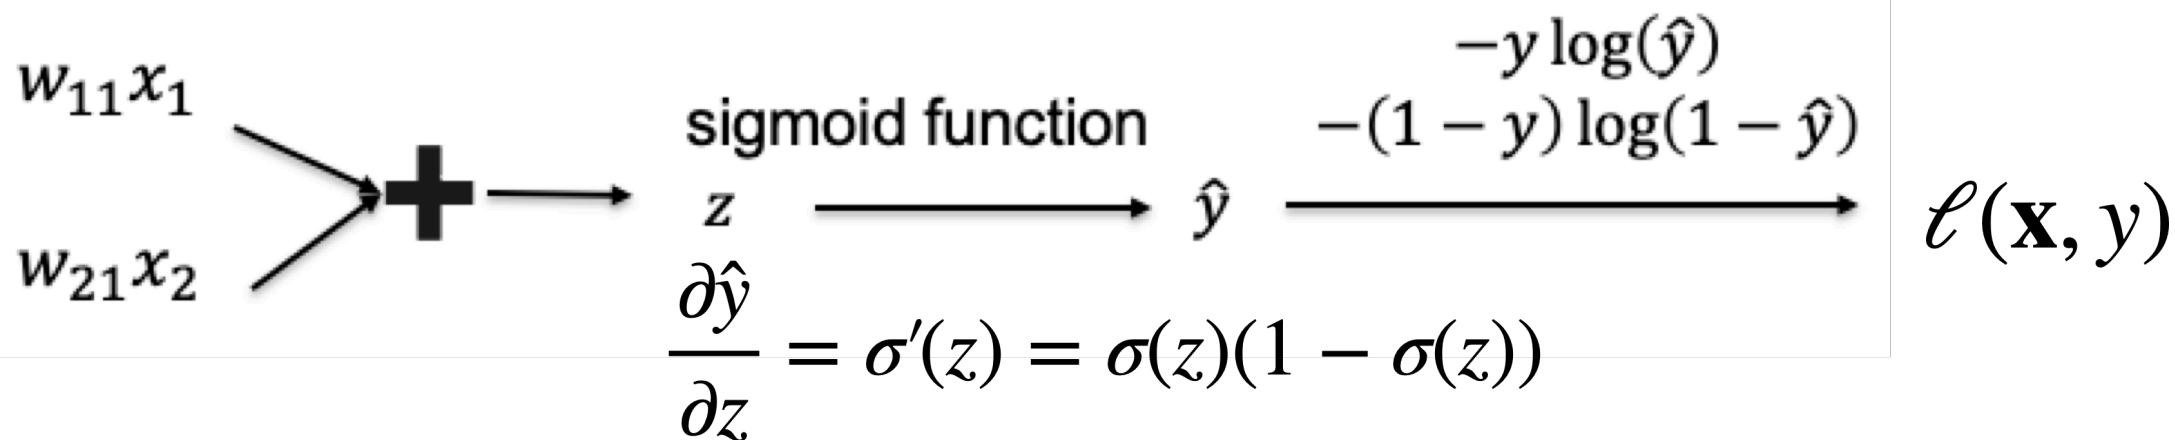 −y log(ŷ)
w₁₁x₁
sigmoid function
−(1 − y) log(1 − ŷ)
z
ŷ
ℓ(𝐱, y)
w₂₁x₂
∂ŷ/∂z = σ′(z) = σ(z)(1 − σ(z))